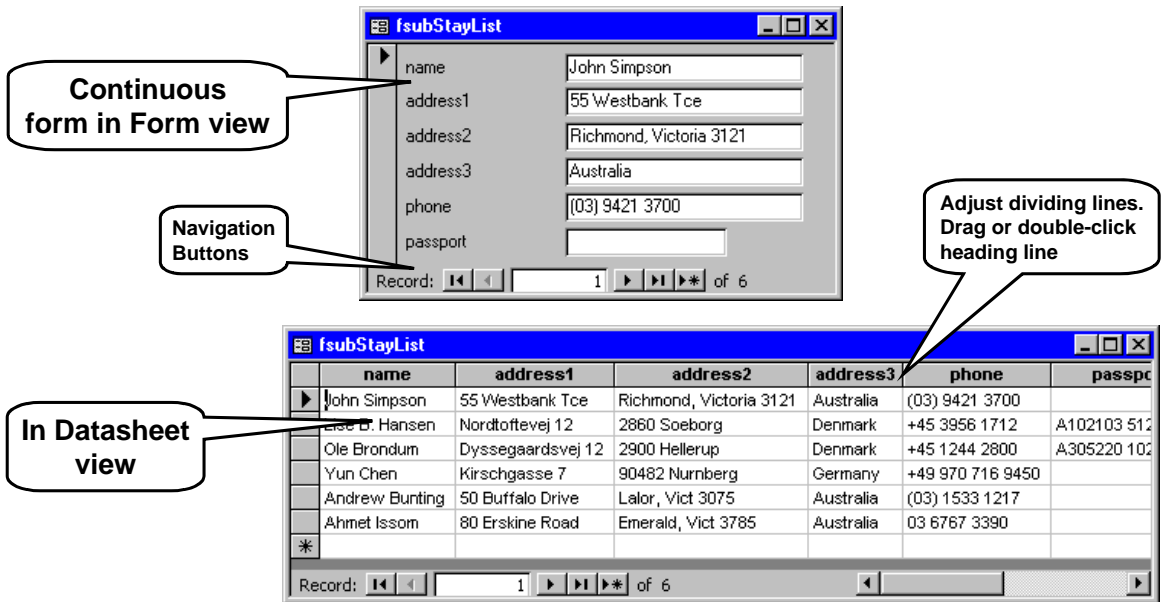 fsubStayList
Continuous
form in Form view
name John Simpson
address1 55 Westbank Tce
address2 Richmond, Victoria 3121
address3 Australia
phone (03) 9421 3700
passport
Navigation
Buttons
Record: 1 of 6
Adjust dividing lines.
Drag or double-click
heading line
fsubStayList
name address1 address2 address3 phone passpo
John Simpson 55 Westbank Tce Richmond, Victoria 3121 Australia (03) 9421 3700
In Datasheet
view
Lise B. Hansen Nordtoftevej 12 2860 Soeborg Denmark +45 3956 1712 A102103 512
Ole Brondum Dyssegaardsvej 12 2900 Hellerup Denmark +45 1244 2800 A305220 102
Yun Chen Kirschgasse 7 90482 Nurnberg Germany +49 970 716 9450
Andrew Bunting 50 Buffalo Drive Lalor, Vict 3075 Australia (03) 1533 1217
Ahmet Issom 80 Erskine Road Emerald, Vict 3785 Australia 03 6767 3390
Record: 1 of 6